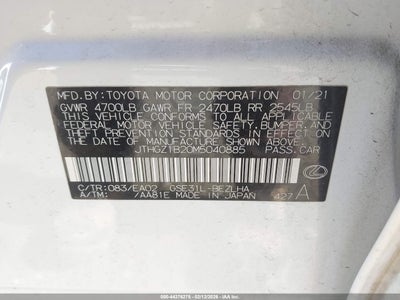 MFD.BY: TOYOTA MOTOR CORPORATION 01/21
GVWR 4700LB GAWR FR 2470LB RR 2545LB
THIS VEHICLE CONFORMS TO ALL APPLICABLE
FEDERAL MOTOR VEHICLE SAFETY, BUMPER, AND
THEFT PREVENTION STANDARDS IN EFFECT ON
THE DATE OF MANUFACTURE SHOWN ABOVE.
JTHGZ1B20M5040885 PASS.CAR
C/TR: 083/EA02 GSE31L-BEZLHA
A/TM: /AAB1E MADE IN JAPAN 427 A